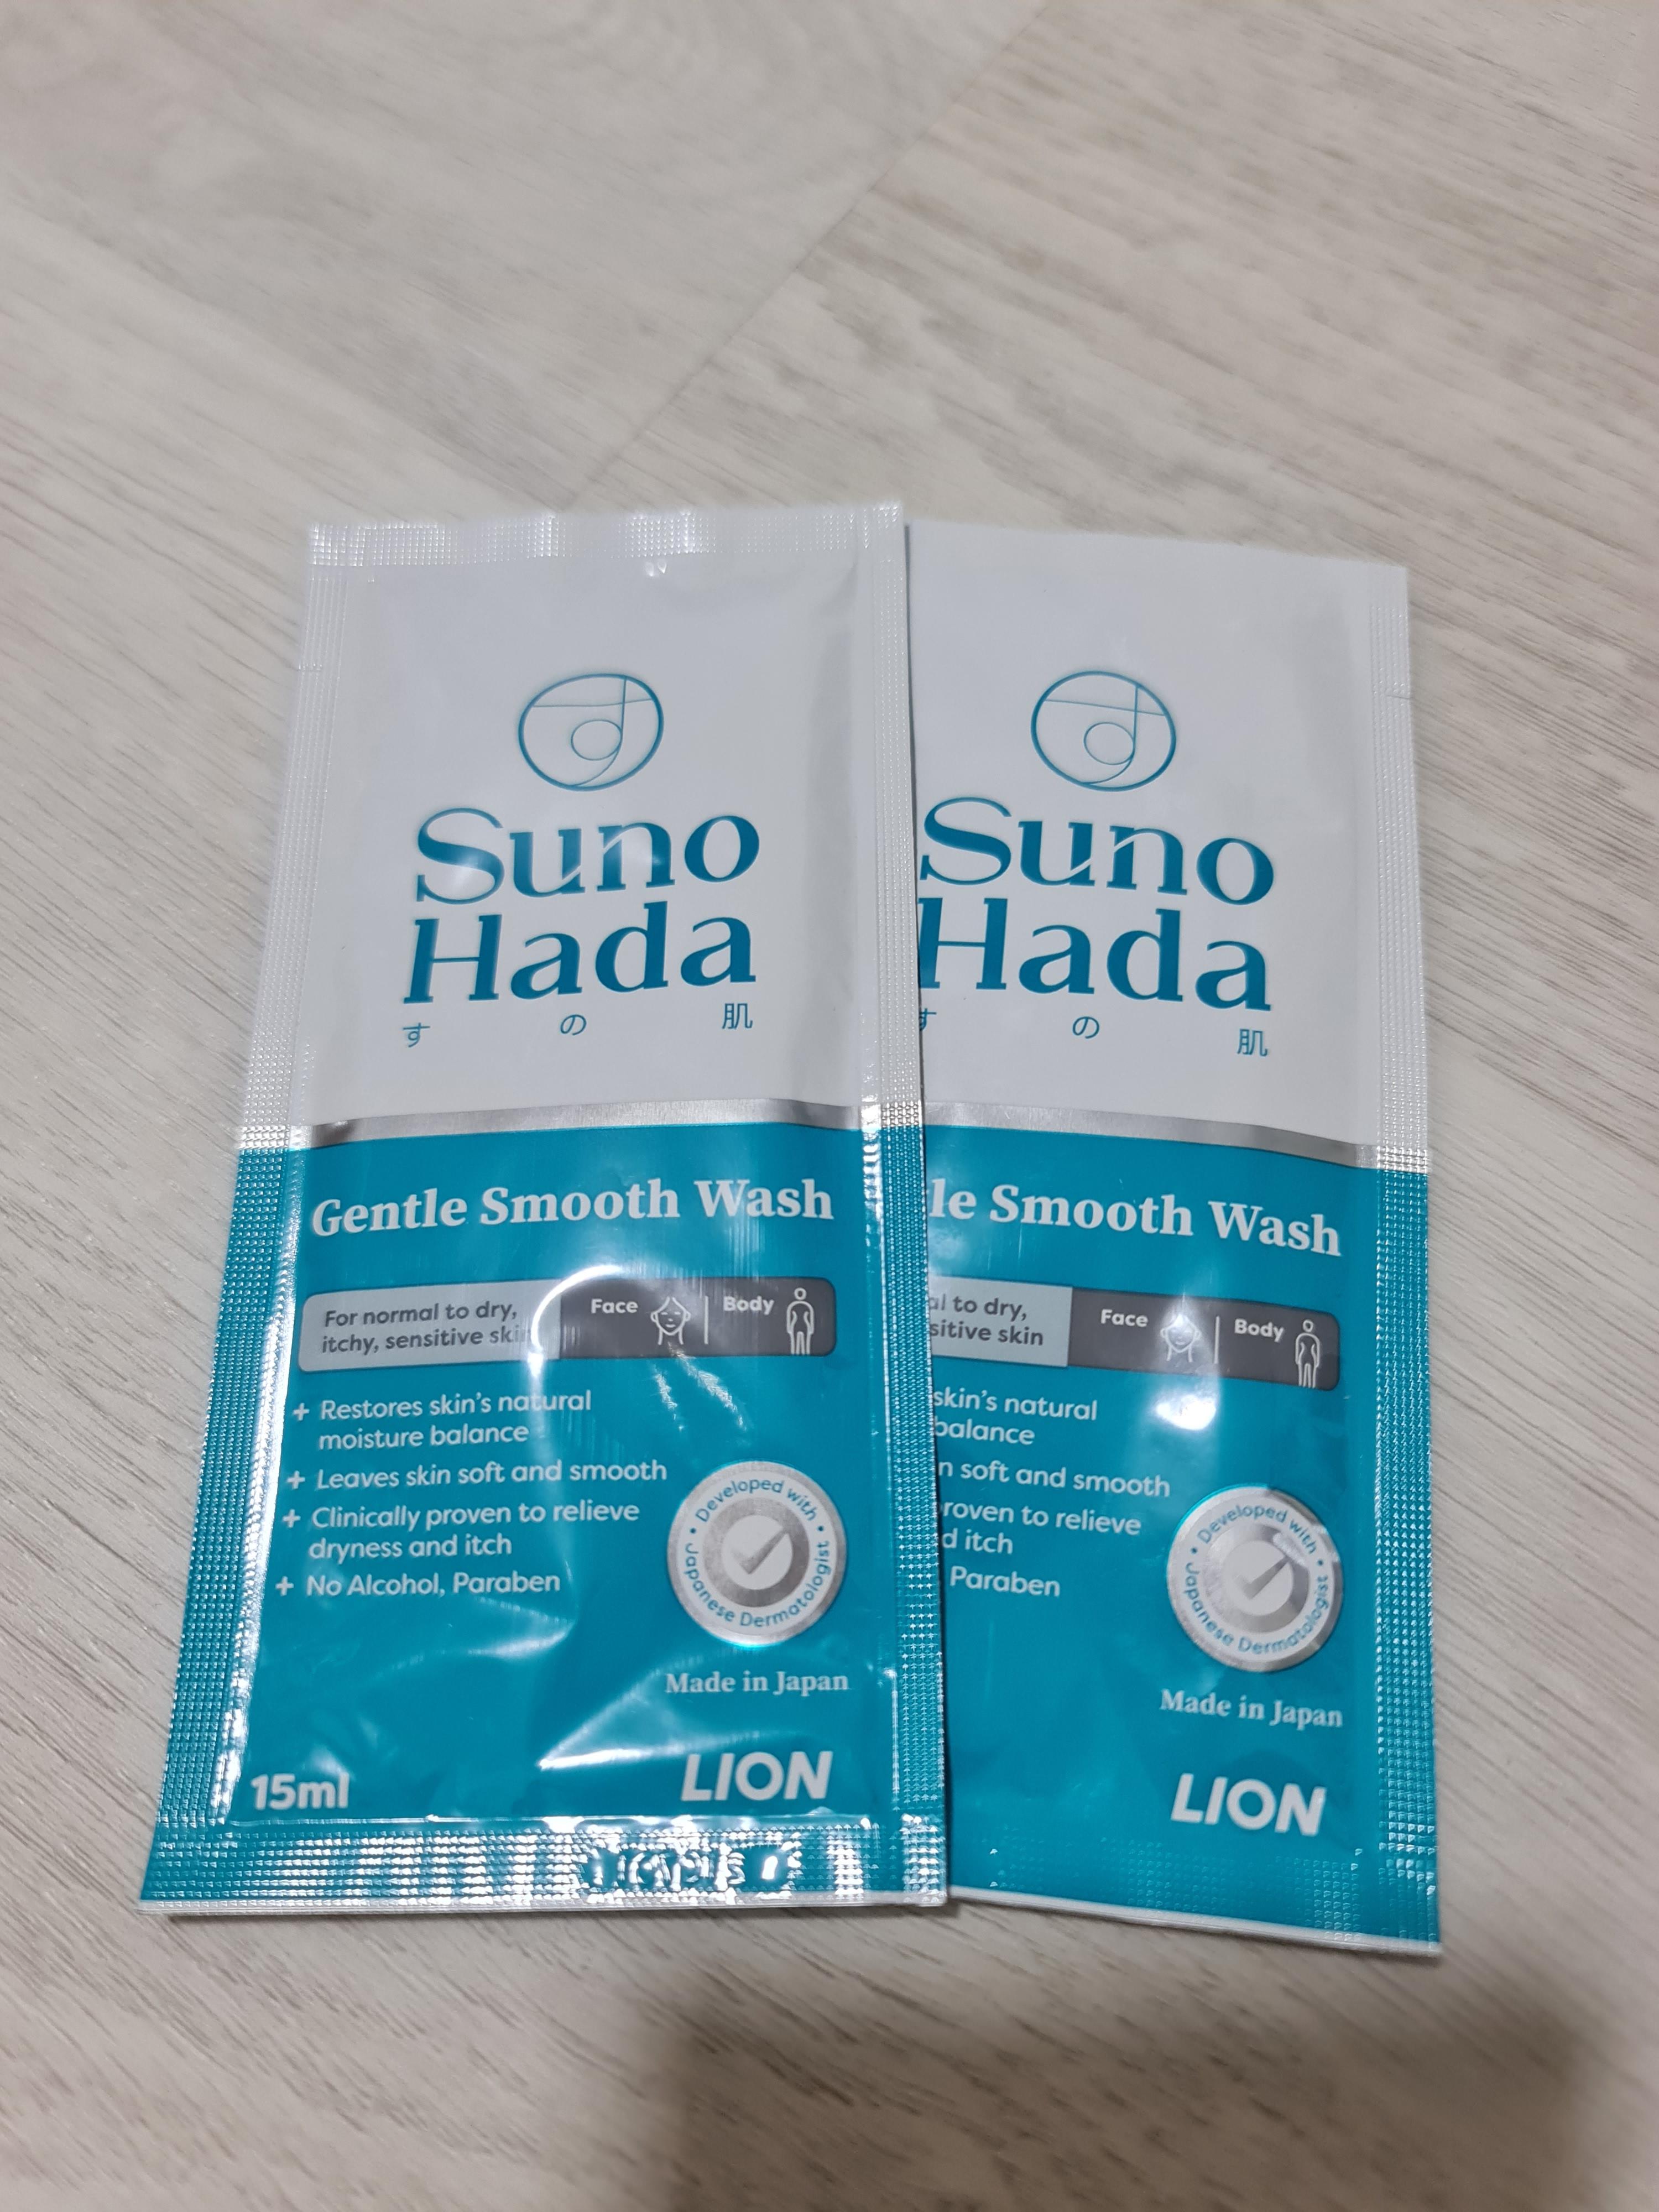 Suno
Hada
す の 肌
Gentle Smooth Wash
For normal to dry,
itchy, sensitive skin
Face
Body
+ Restores skin's natural
moisture balance
+ Leaves skin soft and smooth
+ Clinically proven to relieve
dryness and itch
+ No Alcohol, Paraben
Developed with
Japanese Dermatologist
Made in Japan
15ml
LION
Suno
Hada
す の 肌
Smooth Wash
to dry,
skin
Face
Body
skin's natural
balance
soft and smooth
to relieve
itch
Paraben
Developed with
Japanese Dermatologist
Made in Japan
LION